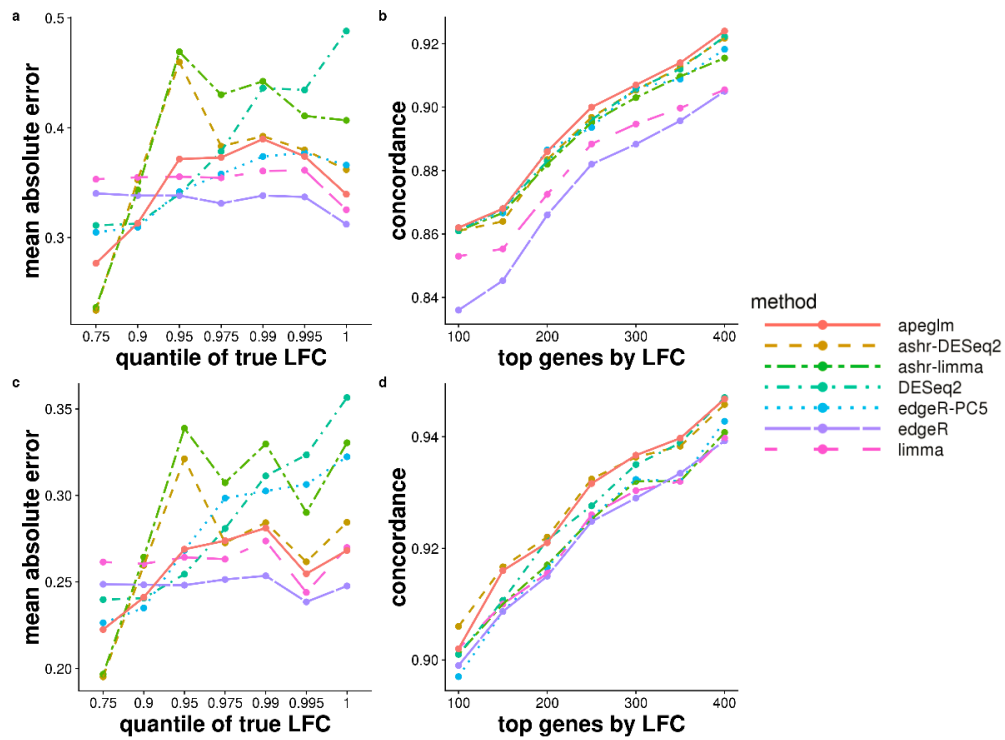 a
mean absolute error
0.5
0.4
0.3
0.75 0.9 0.95 0.975 0.99 0.995 1
quantile of true LFC
b
concordance
0.92
0.90
0.88
0.86
0.84
100 200 300 400
top genes by LFC
c
mean absolute error
0.35
0.30
0.25
0.20
0.75 0.9 0.95 0.975 0.99 0.995 1
quantile of true LFC
d
concordance
0.94
0.92
0.90
100 200 300 400
top genes by LFC
method
apeglm
ashr-DESeq2
ashr-limma
DESeq2
edgeR-PC5
edgeR
limma